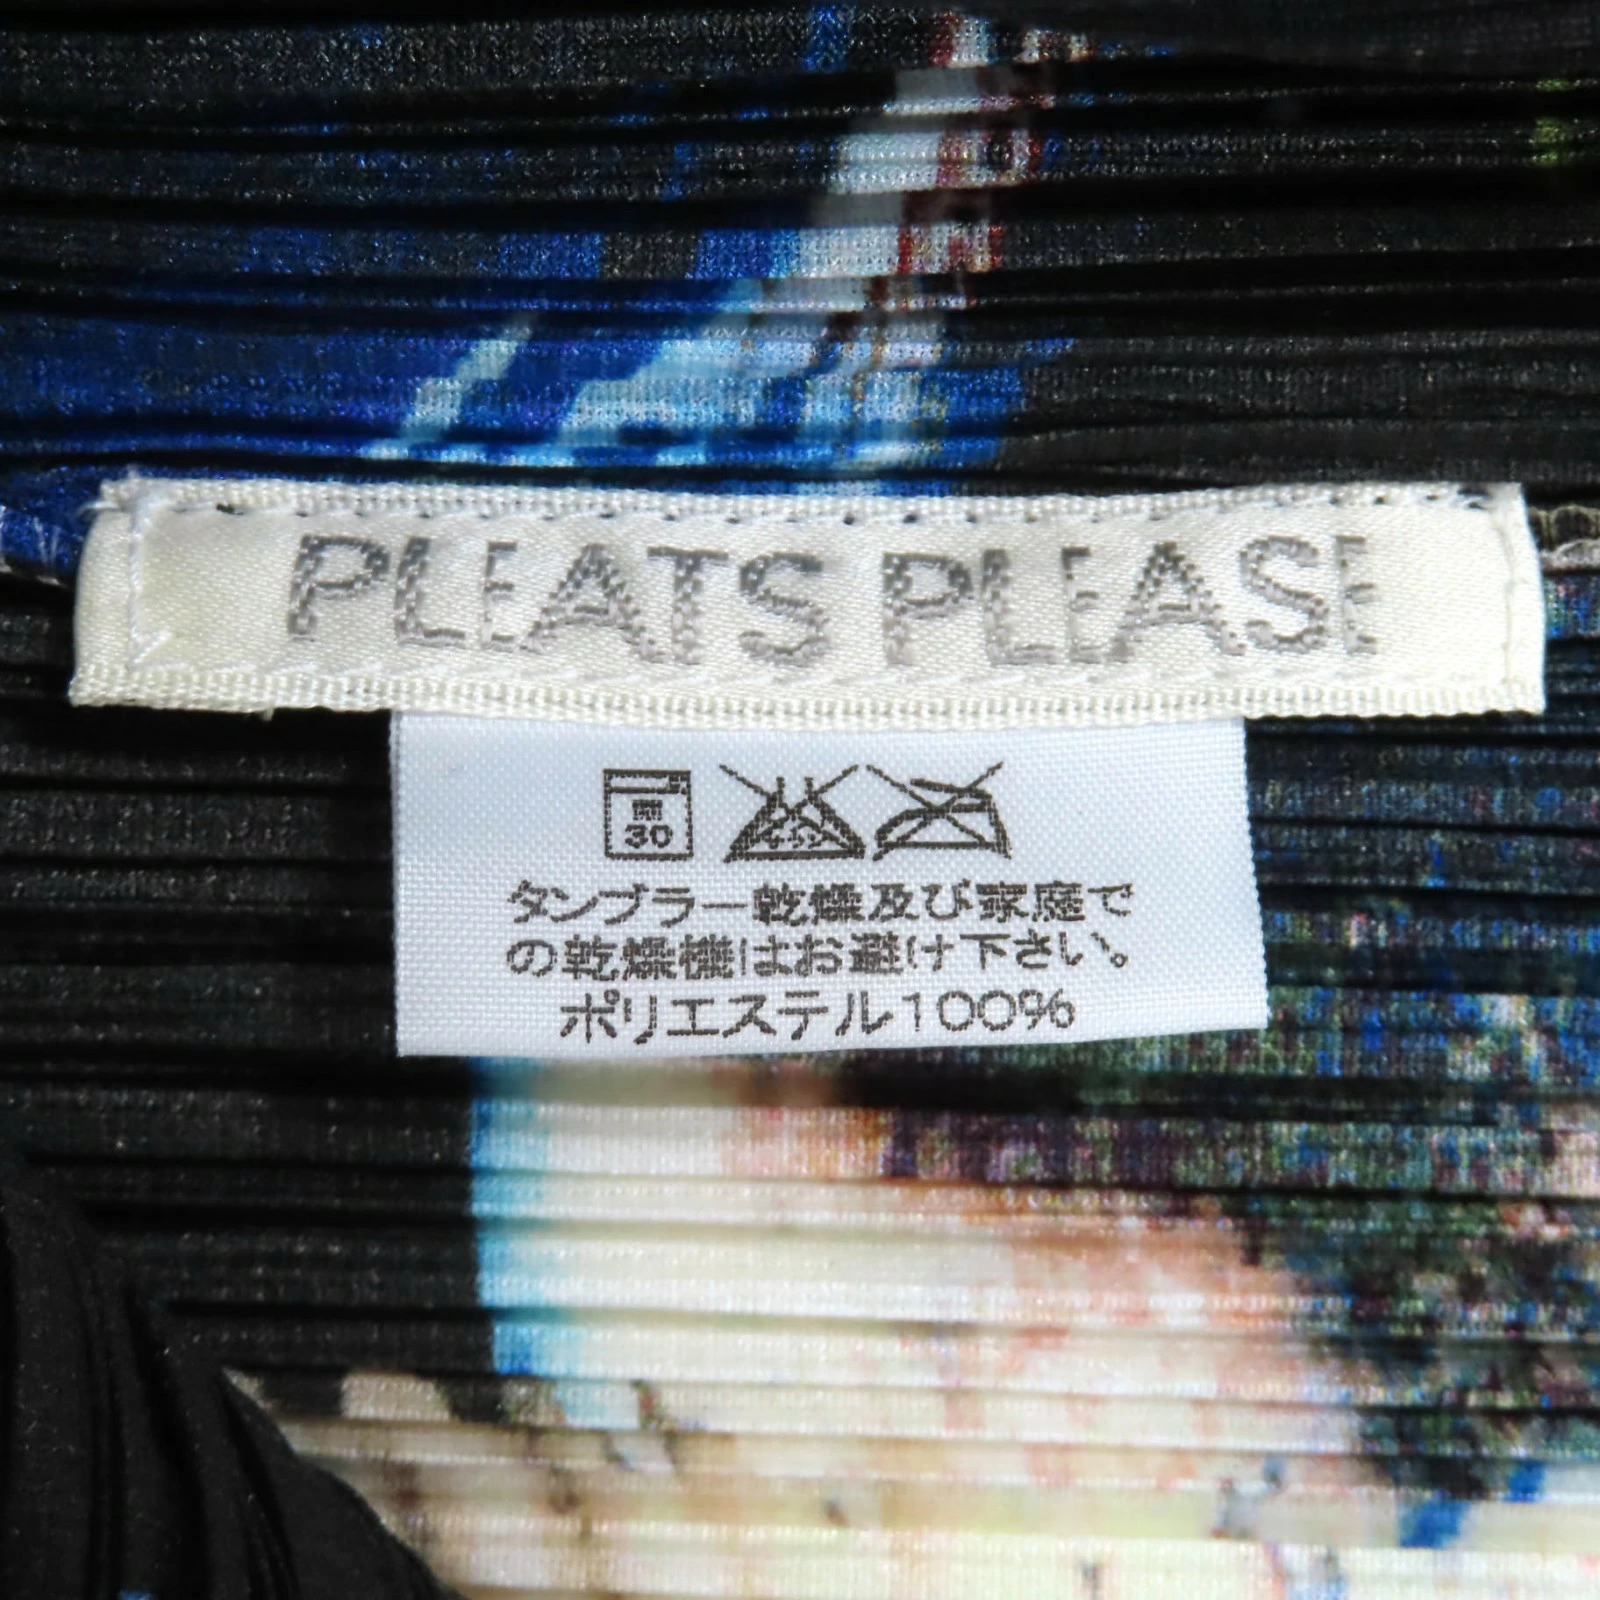 PLEATS PLEASE
弱
30
タンブラー乾燥及び家庭で
の乾燥機はお避け下さい。
ポリエステル100%